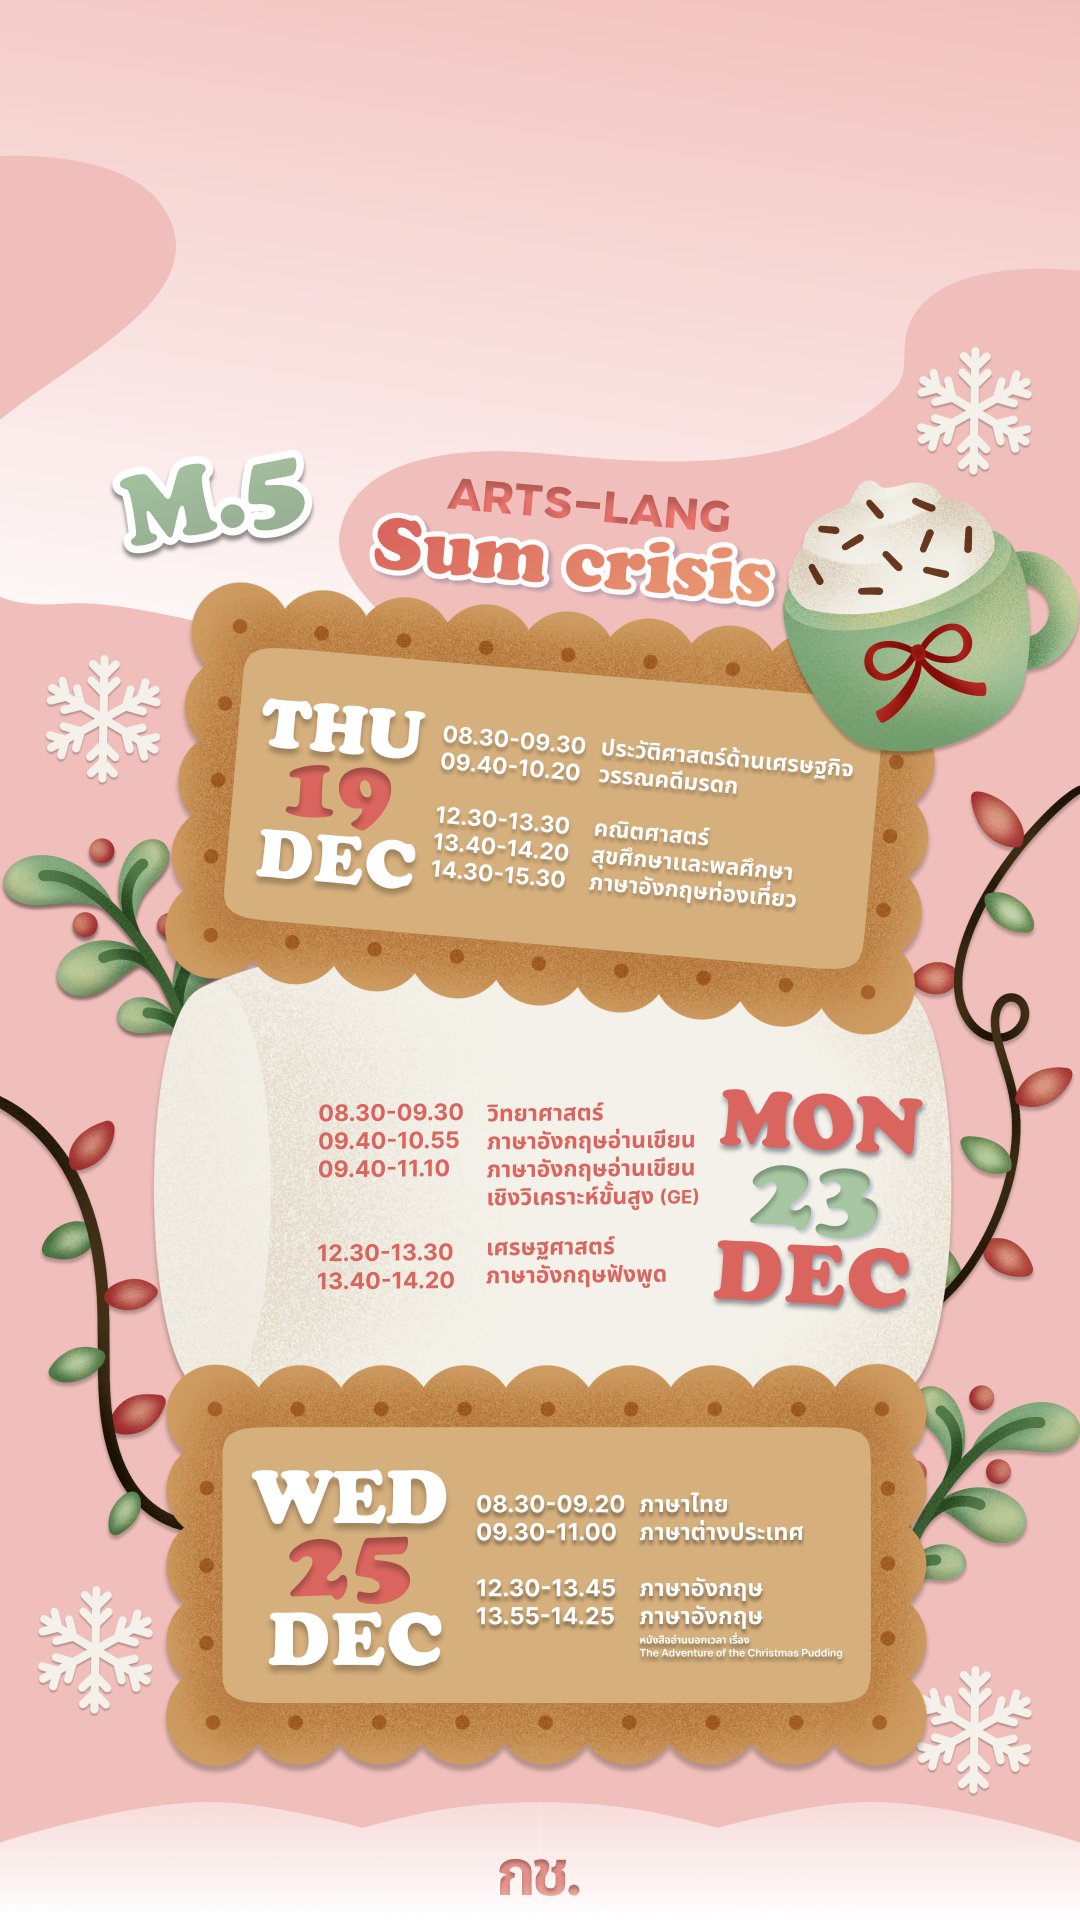 M.5
ARTS-LANG
Sum crisis
THU
19
DEC
08.30-09.30 ประวัติศาสตร์ด้านเศรษฐกิจ
09.40-10.20 วรรณคดีมรดก
12.30-13.30 คณิตศาสตร์
13.40-14.20 สุขศึกษาและพลศึกษา
14.30-15.30 ภาษาอังกฤษท่องเที่ยว
MON
23
DEC
08.30-09.30 วิทยาศาสตร์
09.40-10.55 ภาษาอังกฤษอ่านเขียน
09.40-11.10 ภาษาอังกฤษอ่านเขียน
เชิงวิเคราะห์ขั้นสูง (GE)
12.30-13.30 เศรษฐศาสตร์
13.40-14.20 ภาษาอังกฤษฟังพูด
WED
25
DEC
08.30-09.20 ภาษาไทย
09.30-11.00 ภาษาต่างประเทศ
12.30-13.45 ภาษาอังกฤษ
13.55-14.25 ภาษาอังกฤษ
หนังสืออ่านนอกเวลา เรื่อง
The Adventure of the Christmas Pudding
กช.